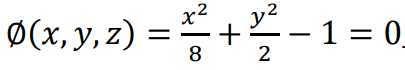 Ø(x, y, z) = x²/8 + y²/2 − 1 = 0.